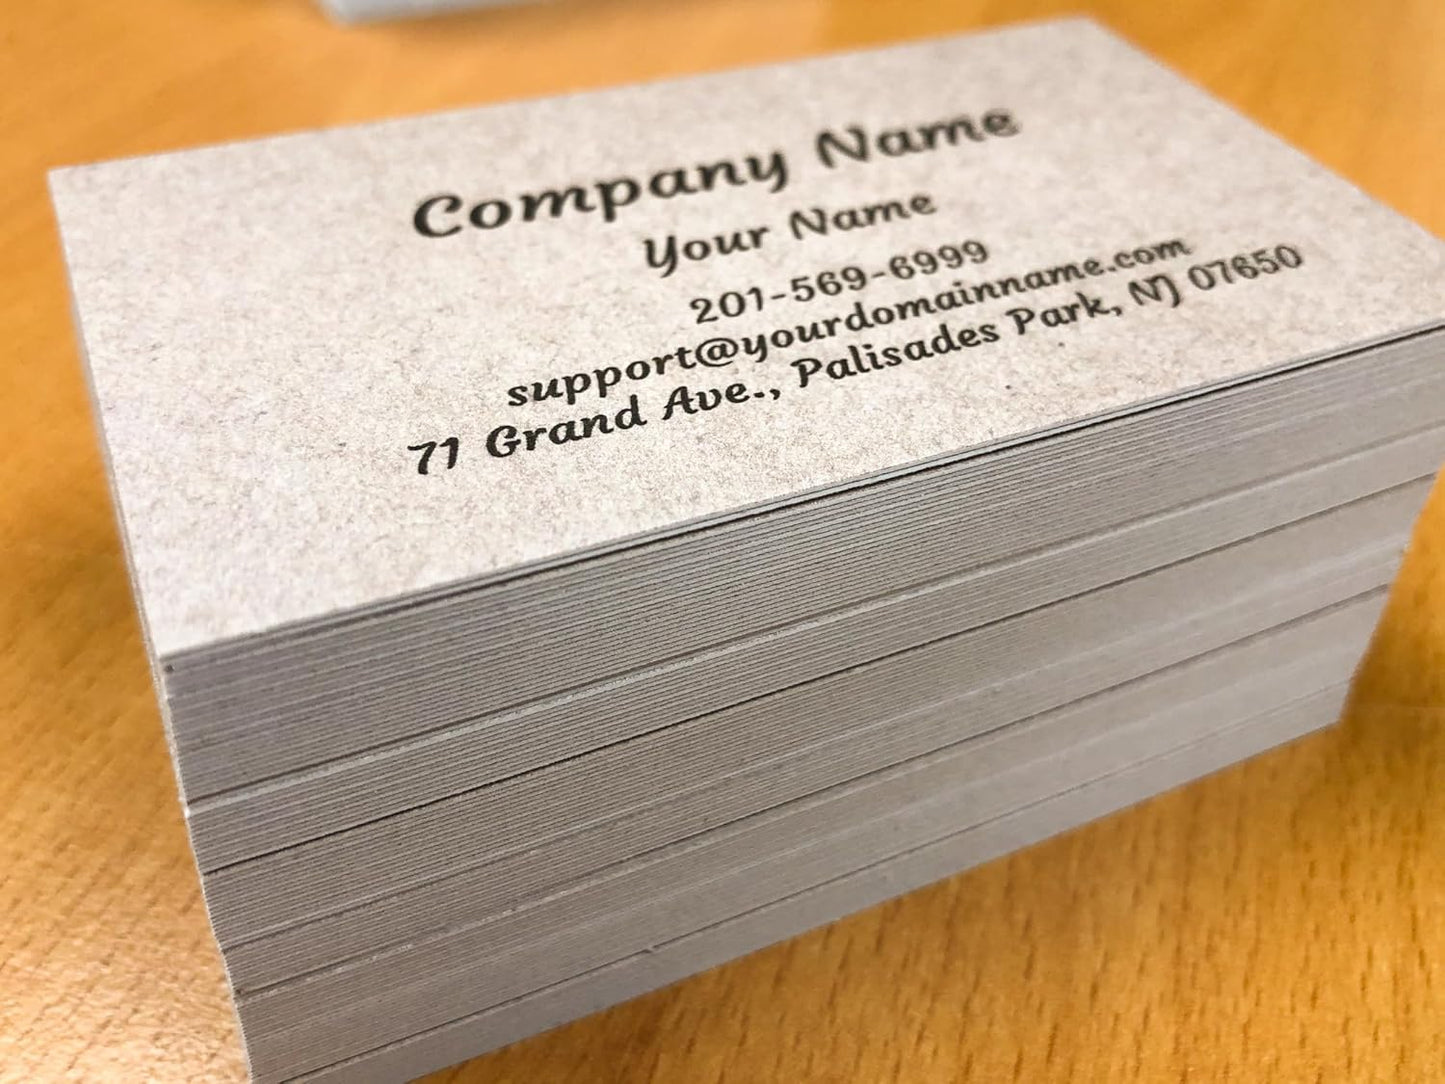 Company Name
Your Name
201-569-6999
support@yourdomainname.com
71 Grand Ave., Palisades Park, NJ 07650